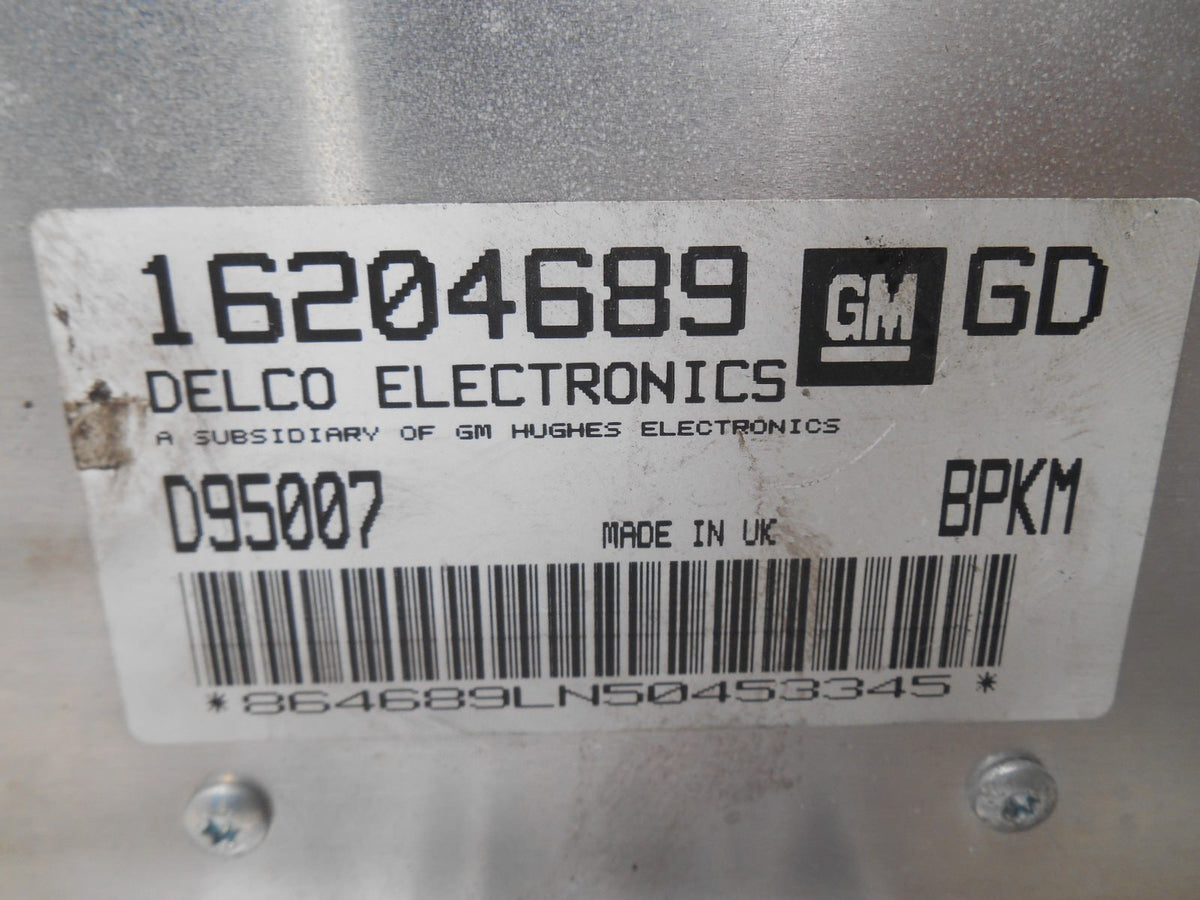 16204689 GM GD
DELCO ELECTRONICS
A SUBSIDIARY OF GM HUGHES ELECTRONICS
D95007 MADE IN UK BPKM
*864689LN50453345*